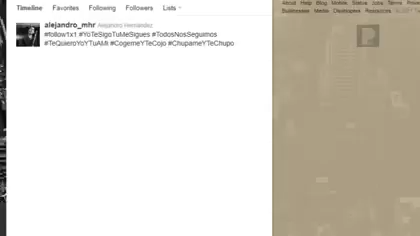 Timeline Favorites Following Followers Lists
About Help Blog Mobile Status Jobs Terms Privacy
Businesses Media Developers Resources
alejandro_mhr Alejandro Hernández
#follow1x1 #YoTeSigoTuMeSigues #TodosNosSeguimos
#TeQuieroYoYTuAMi #CogemeYTeCojo #ChupameYTeChupo